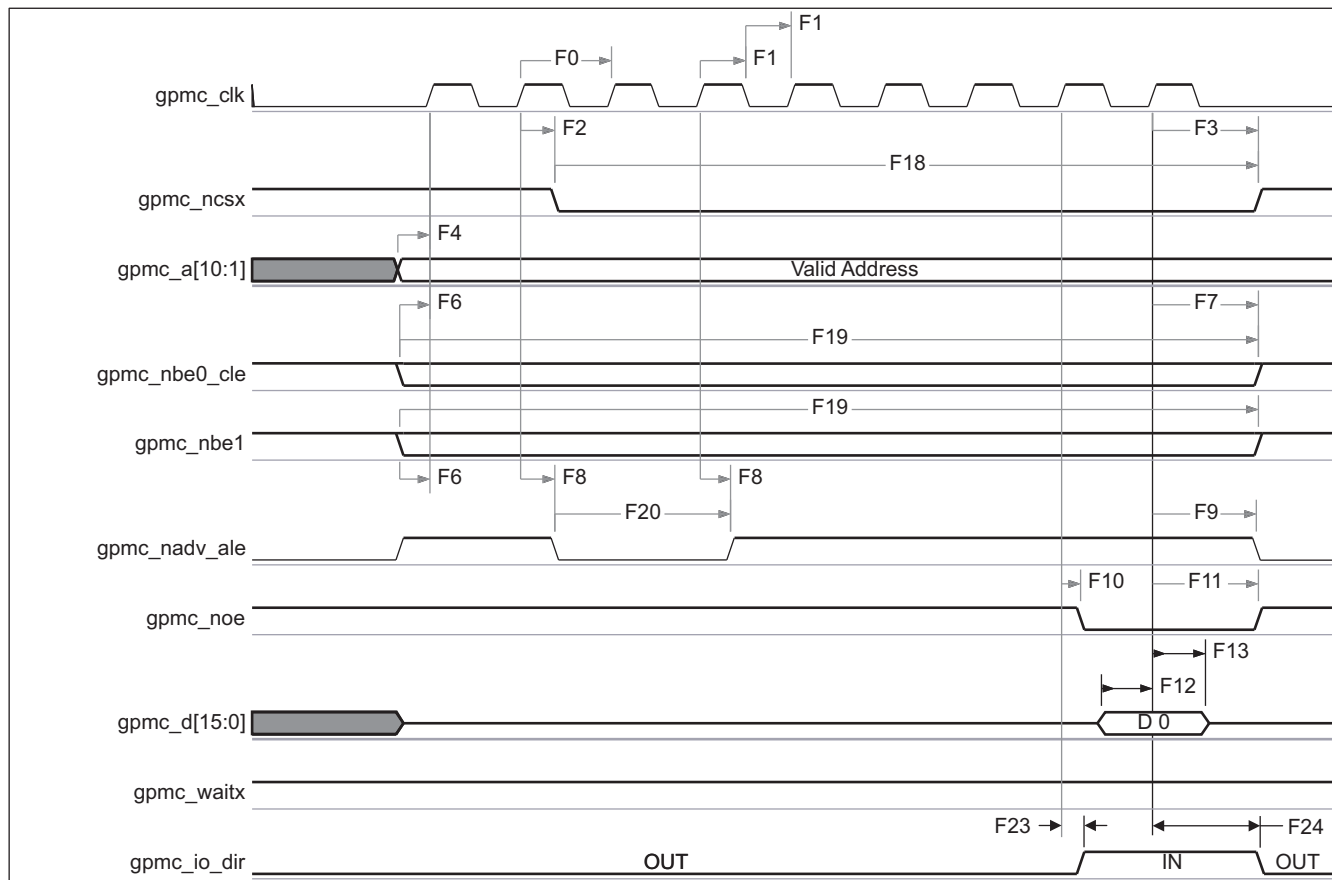 F1
F0 F1
gpmc_clk
F2 F3
F18
gpmc_ncsx
F4
gpmc_a[10:1] Valid Address
F6 F7
F19
gpmc_nbe0_cle
F19
gpmc_nbe1
F6 F8 F8
F20 F9
gpmc_nadv_ale
F10 F11
gpmc_noe
F13
F12
gpmc_d[15:0] D 0
gpmc_waitx
F23 F24
gpmc_io_dir OUT IN OUT